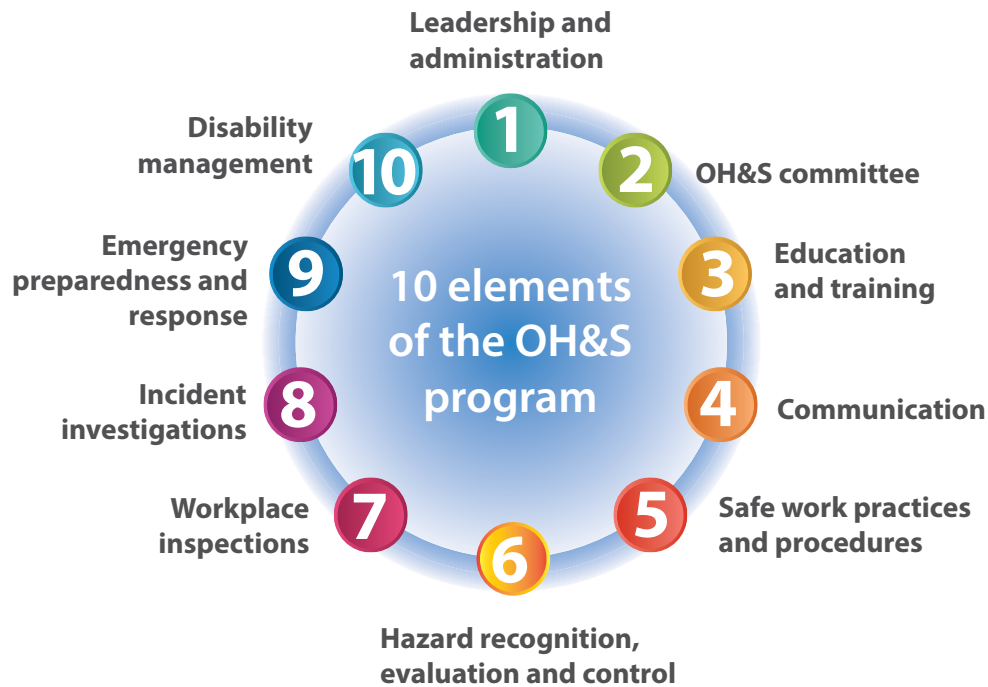 10 elements
of the OH&S
program
1
Leadership and
administration
2
OH&S committee
3
Education
and training
4
Communication
5
Safe work practices
and procedures
6
Hazard recognition,
evaluation and control
7
Workplace
inspections
8
Incident
investigations
9
Emergency
preparedness and
response
10
Disability
management